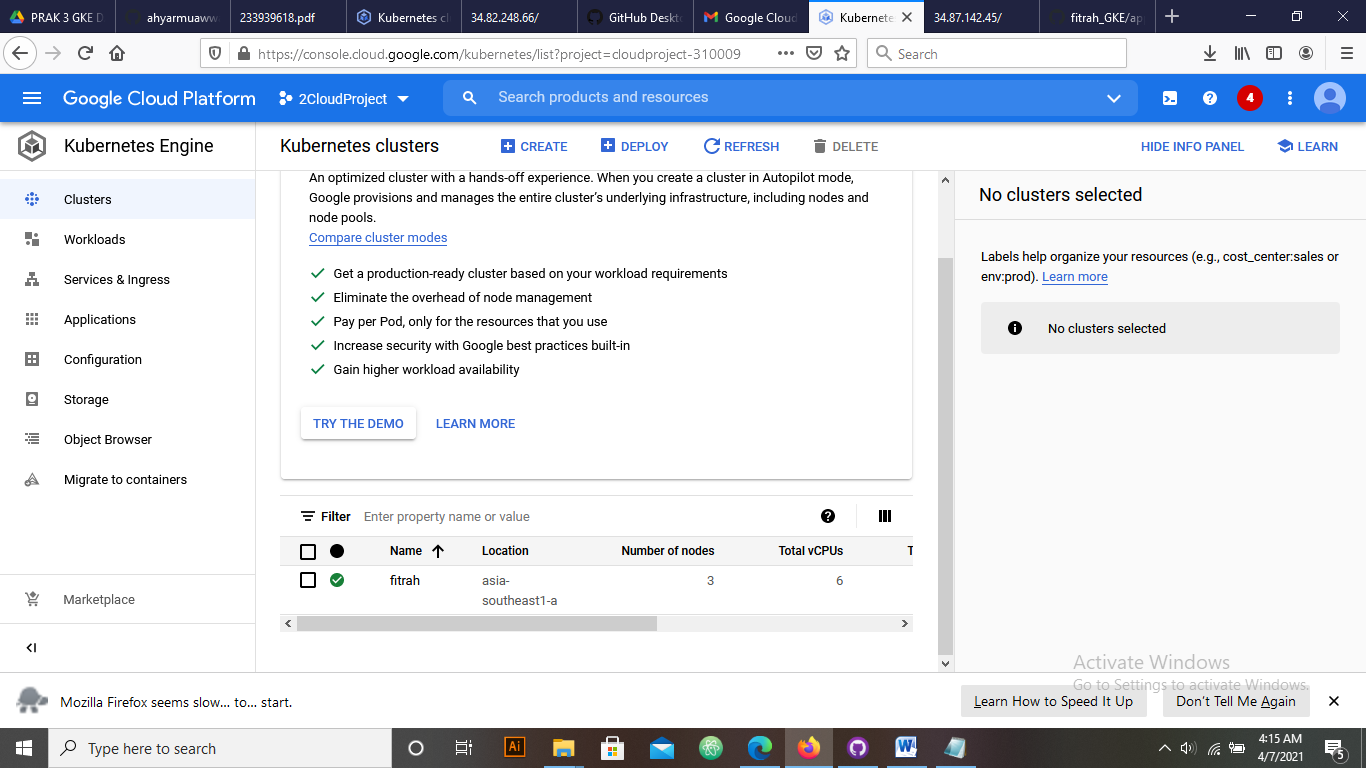 PRAK 3 GKE D
ahyarmuaww
233939618.pdf
Kubernetes cl
34.82.248.66/
GitHub Deskt
Google Cloud
Kubernete
34.87.142.45/
fitrah_GKE/ap
https://console.cloud.google.com/kubernetes/list?project=cloudproject-310009
Search
Google Cloud Platform
2CloudProject
Search products and resources
4
Kubernetes Engine
Kubernetes clusters
CREATE
DEPLOY
REFRESH
DELETE
HIDE INFO PANEL
LEARN
Clusters
Workloads
Services & Ingress
Applications
Configuration
Storage
Object Browser
Migrate to containers
Marketplace
An optimized cluster with a hands-off experience. When you create a cluster in Autopilot mode,
Google provisions and manages the entire cluster's underlying infrastructure, including nodes and
node pools.
Compare cluster modes
Get a production-ready cluster based on your workload requirements
Eliminate the overhead of node management
Pay per Pod, only for the resources that you use
Increase security with Google best practices built-in
Gain higher workload availability
TRY THE DEMO
LEARN MORE
Filter Enter property name or value
Name Location Number of nodes Total vCPUs T
fitrah asia- 3 6
southeast1-a
No clusters selected
Labels help organize your resources (e.g., cost_center:sales or
env:prod). Learn more
No clusters selected
Activate Windows
Go to Settings to activate Windows.
Mozilla Firefox seems slow... to... start.
Learn How to Speed It Up
Don't Tell Me Again
Type here to search
Ai
4:15 AM
4/7/2021
5